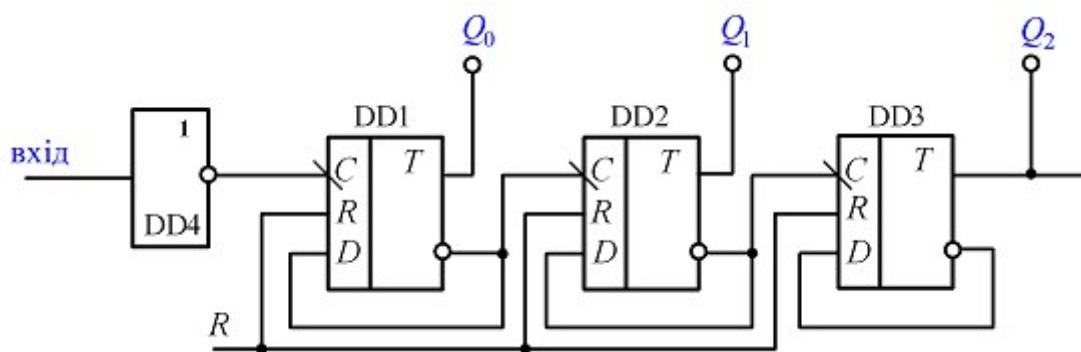 Q0 Q1 Q2
DD1 DD2 DD3
1
вхід
C T C T C T
R R R
DD4
D D D
R